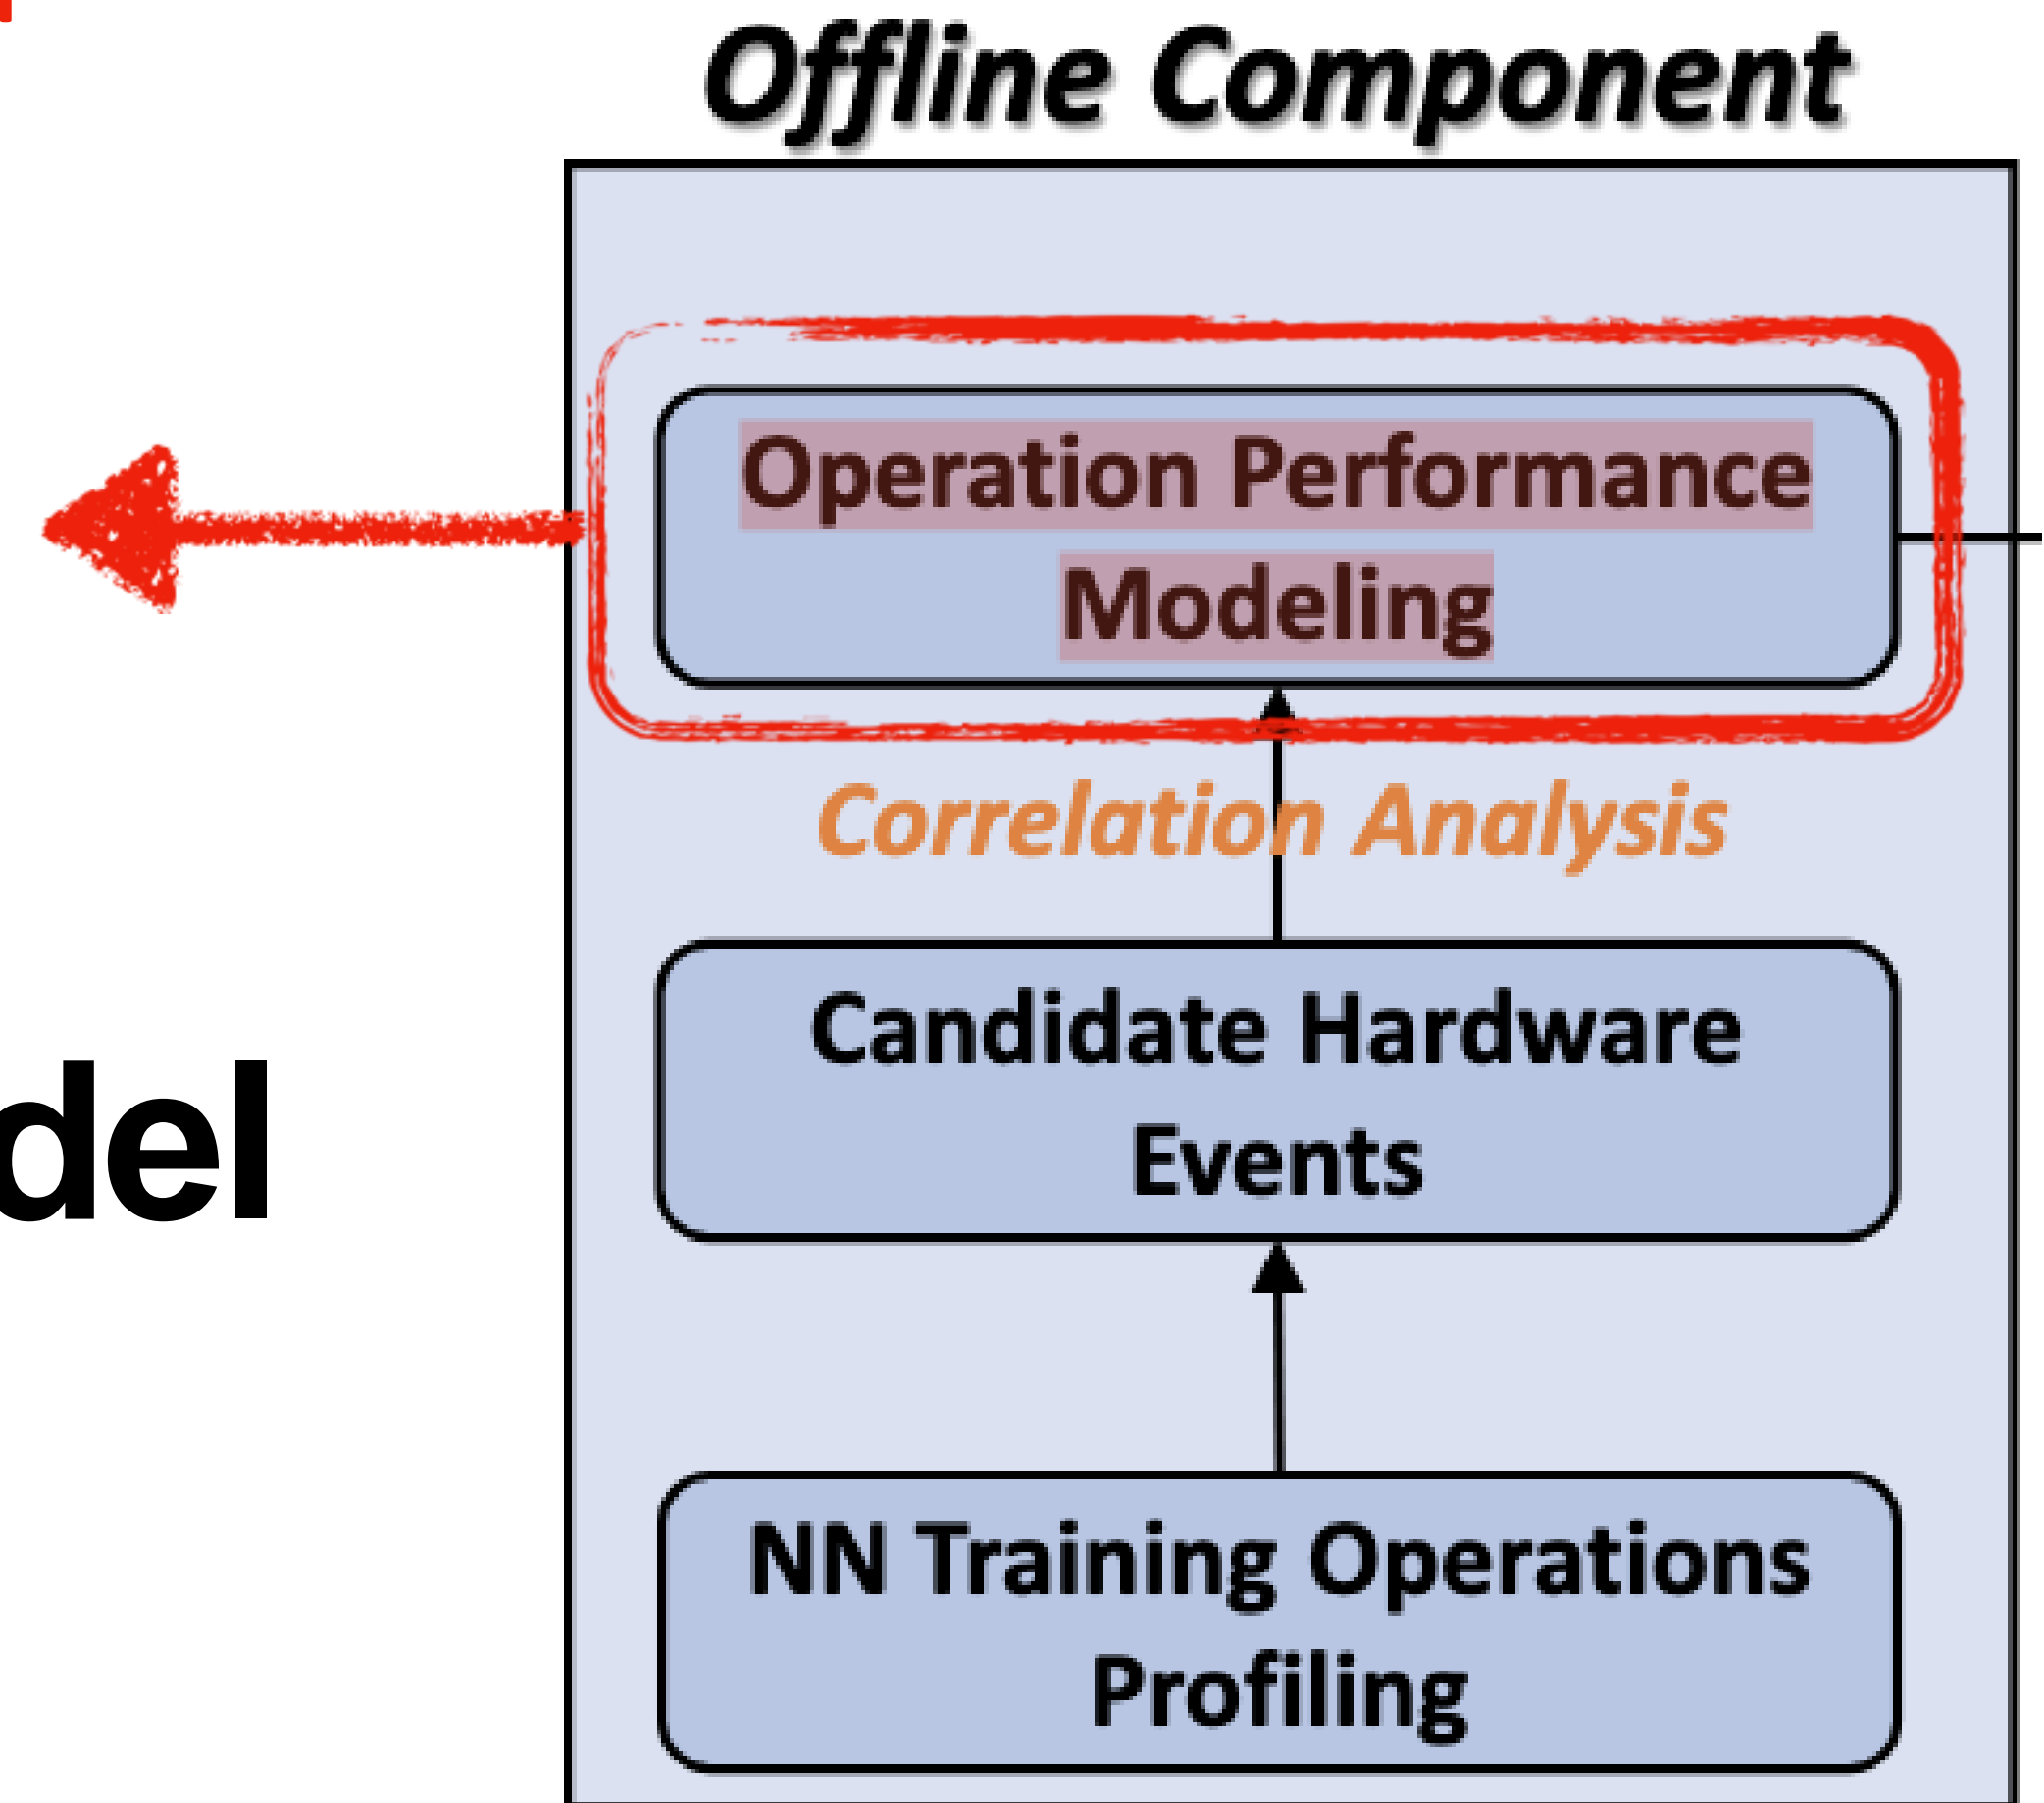 Offline Component
Operation Performance
Modeling
Correlation Analysis
Candidate Hardware
Events
del
NN Training Operations
Profiling